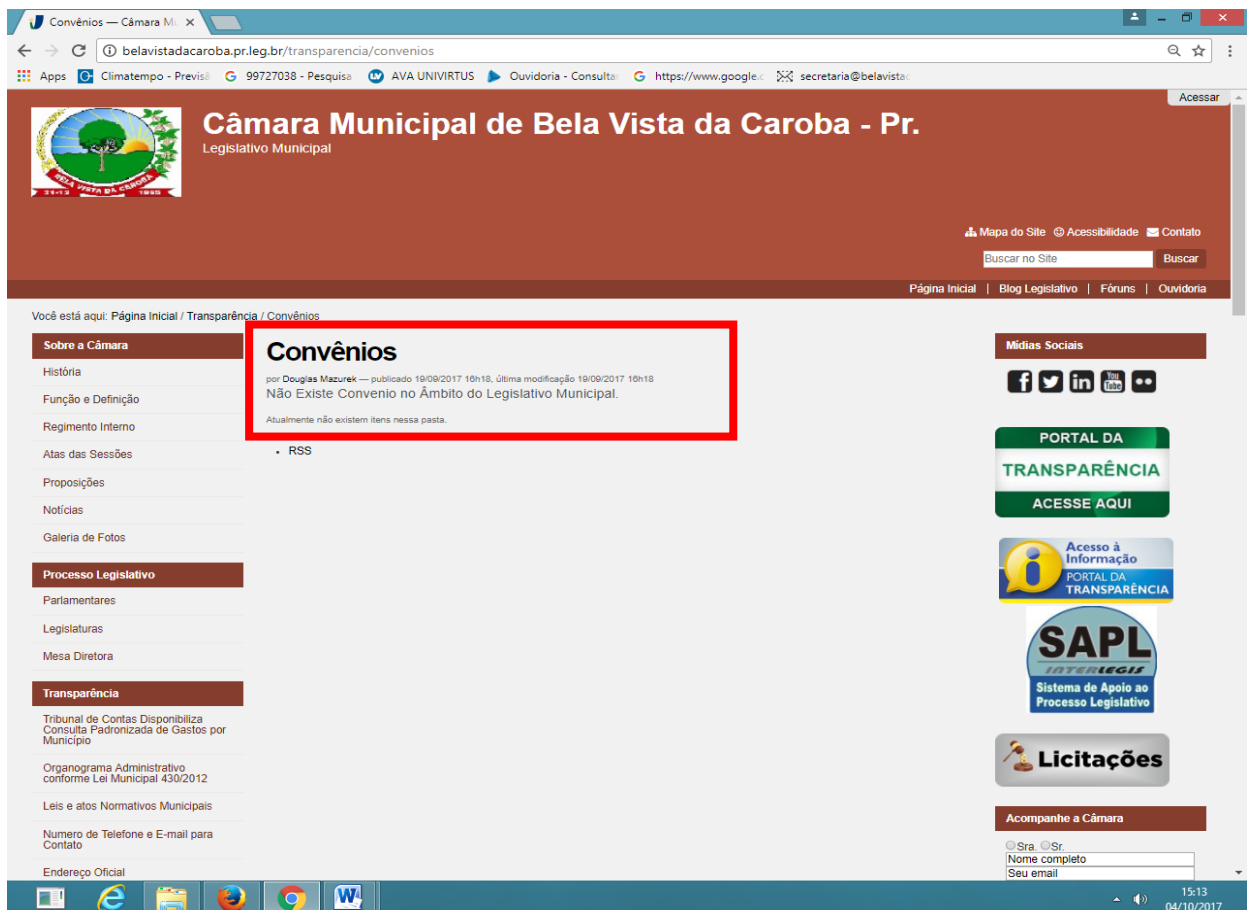 Convênios — Câmara Mu
belavistadacaroba.pr.leg.br/transparencia/convenios
Apps Climatempo - Previsã 99727038 - Pesquisa AVA UNIVIRTUS Ouvidoria - Consulta https://www.google.c secretaria@belavistac
Acessar
Câmara Municipal de Bela Vista da Caroba - Pr.
Legislativo Municipal
BELA VISTA DA CAROBA
Mapa do Site Acessibilidade Contato
Buscar no Site Buscar
Página Inicial | Blog Legislativo | Fóruns | Ouvidoria
Você está aqui: Página Inicial / Transparência / Convênios
Sobre a Câmara
História
Função e Definição
Regimento Interno
Atas das Sessões
Proposições
Notícias
Galeria de Fotos
Processo Legislativo
Parlamentares
Legislaturas
Mesa Diretora
Transparência
Tribunal de Contas Disponibiliza
Consulta Padronizada de Gastos por
Município
Organograma Administrativo
conforme Lei Municipal 430/2012
Leis e atos Normativos Municipais
Numero de Telefone e E-mail para
Contato
Endereço Oficial
Convênios
por Douglas Mazurek — publicado 19/09/2017 16h18, última modificação 19/09/2017 16h18
Não Existe Convenio no Âmbito do Legislativo Municipal.
Atualmente não existem itens nessa pasta.
RSS
Mídias Sociais
You
Tube
PORTAL DA
TRANSPARÊNCIA
ACESSE AQUI
Acesso à
Informação
PORTAL DA
TRANSPARÊNCIA
SAPL
INTERLEGIS
Sistema de Apoio ao
Processo Legislativo
Licitações
Acompanhe a Câmara
Sra. Sr.
Nome completo
Seu email
15:13
04/10/2017